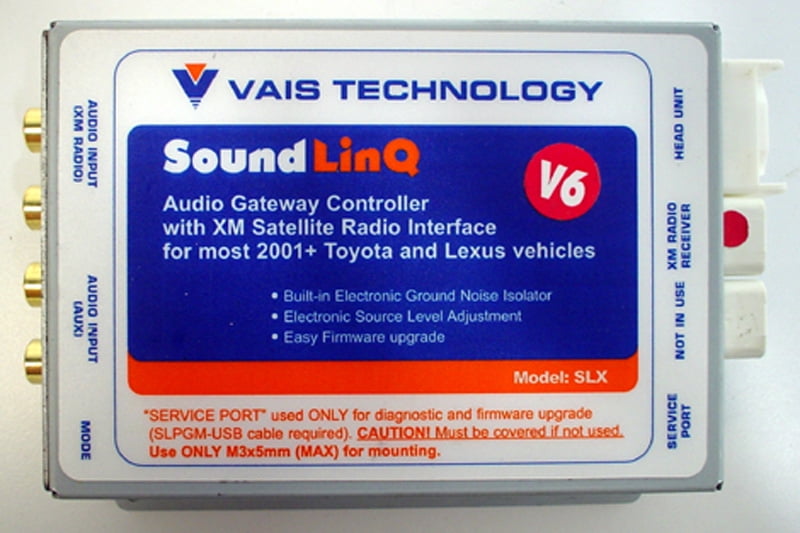 VAIS TECHNOLOGY
SoundLinQ
V6
Audio Gateway Controller
with XM Satellite Radio Interface
for most 2001+ Toyota and Lexus vehicles
• Built-in Electronic Ground Noise Isolator
• Electronic Source Level Adjustment
• Easy Firmware upgrade
Model: SLX
"SERVICE PORT" used ONLY for diagnostic and firmware upgrade
(SLPGM-USB cable required). CAUTION! Must be covered if not used.
Use ONLY M3x5mm (MAX) for mounting.
AUDIO INPUT
(XM RADIO)
AUDIO INPUT
(AUX)
MODE
HEAD UNIT
XM RADIO
RECEIVER
NOT IN USE
SERVICE
PORT